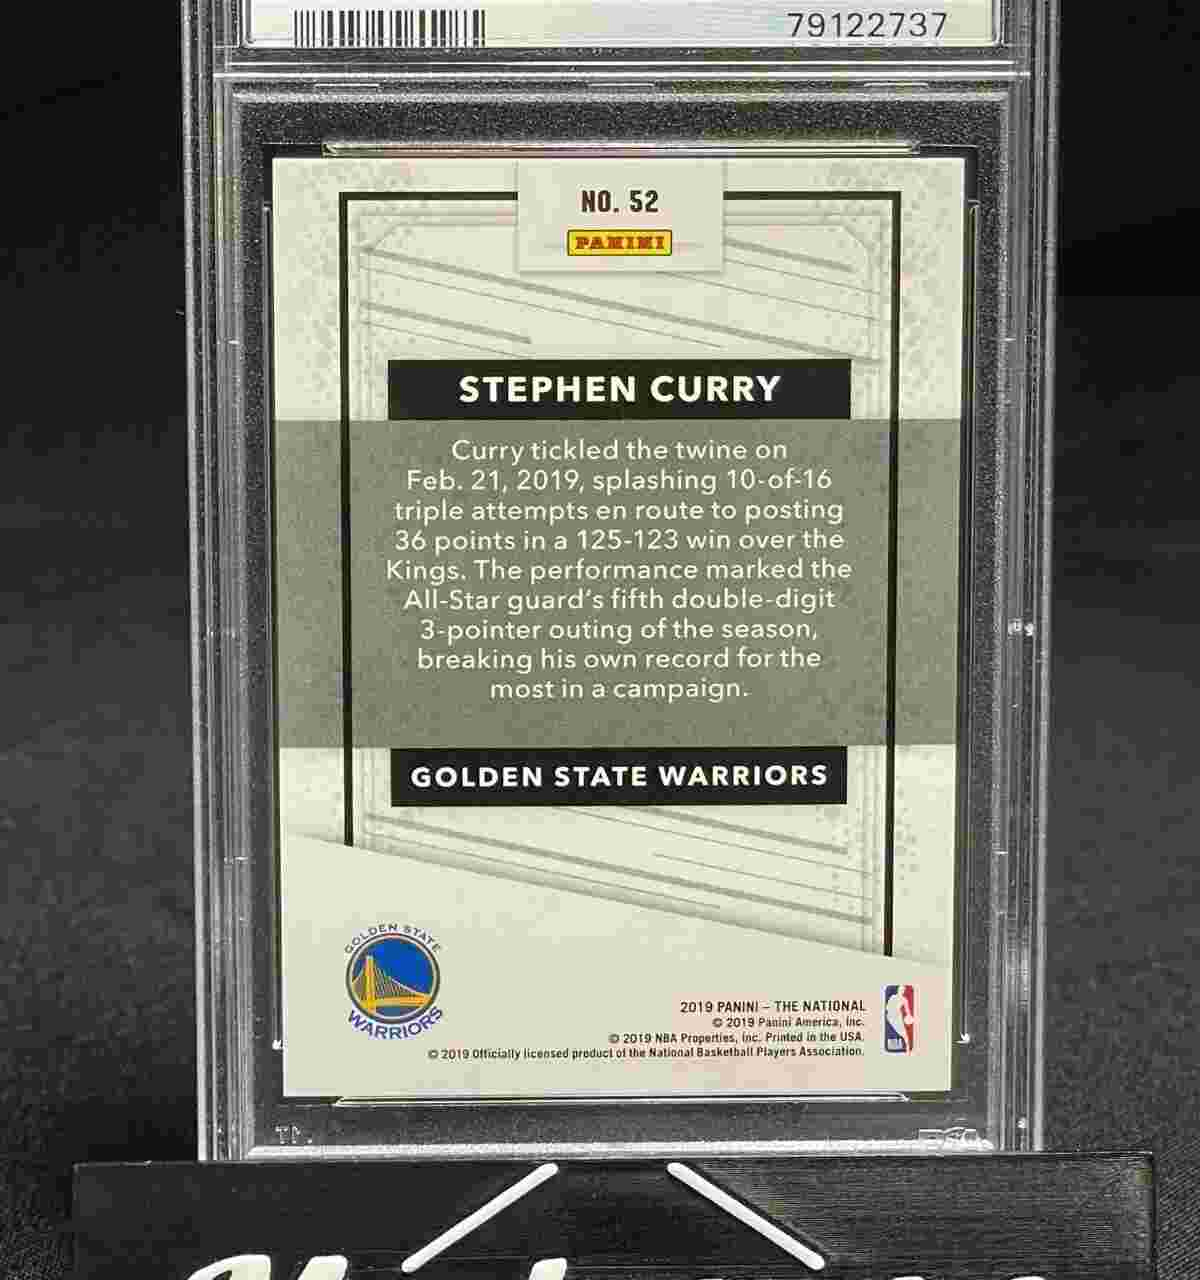 79122737
NO. 52
PANINI
STEPHEN CURRY
Curry tickled the twine on
Feb. 21, 2019, splashing 10-of-16
triple attempts en route to posting
36 points in a 125-123 win over the
Kings. The performance marked the
All-Star guard's fifth double-digit
3-pointer outing of the season,
breaking his own record for the
most in a campaign.
GOLDEN STATE WARRIORS
GOLDEN STATE
WARRIORS
2019 PANINI – THE NATIONAL
© 2019 Panini America, Inc.
© 2019 NBA Properties, Inc. Printed in the USA.
© 2019 Officially licensed product of the National Basketball Players Association.
NBA